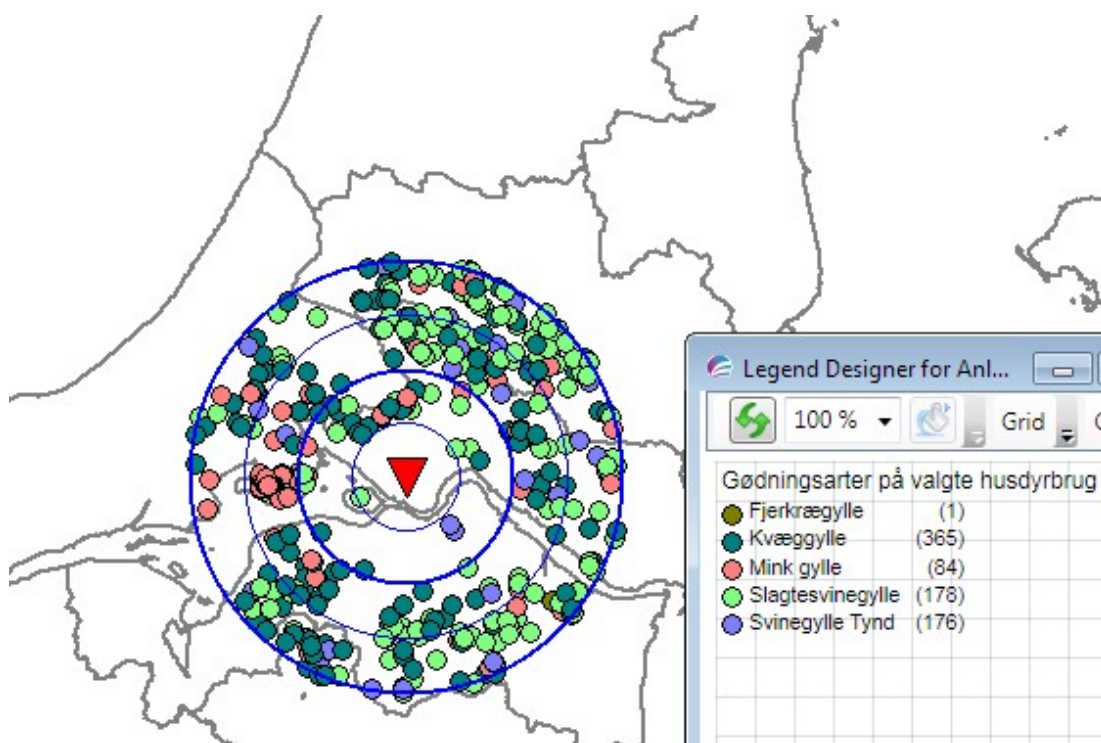 Legend Designer for Anl...
100 % Grid
Gødningsarter på valgte husdyrbrug
Fjerkrægylle (1)
Kvæggylle (365)
Mink gylle (84)
Slagtesvinegylle (178)
Svinegylle Tynd (176)